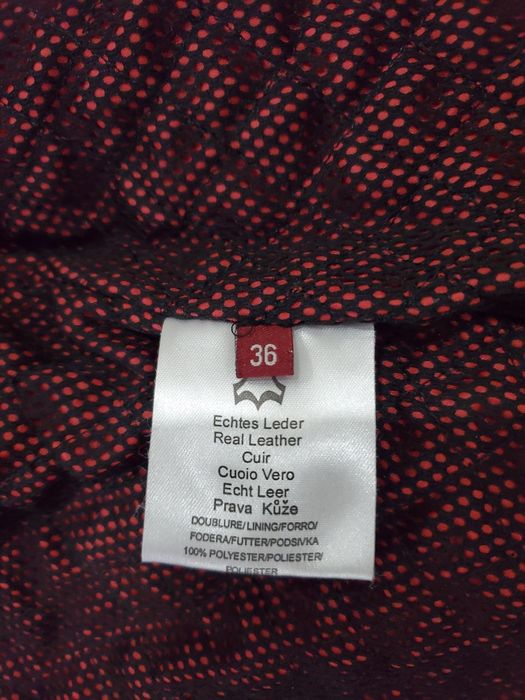 36
Echtes Leder
Real Leather
Cuir
Cuoio Vero
Echt Leer
Prava Kůže
DOUBLURE/LINING/FORRO/
FODERA/FUTTER/PODSIVKA
100% POLYESTER/POLIESTER/
POLIESTER